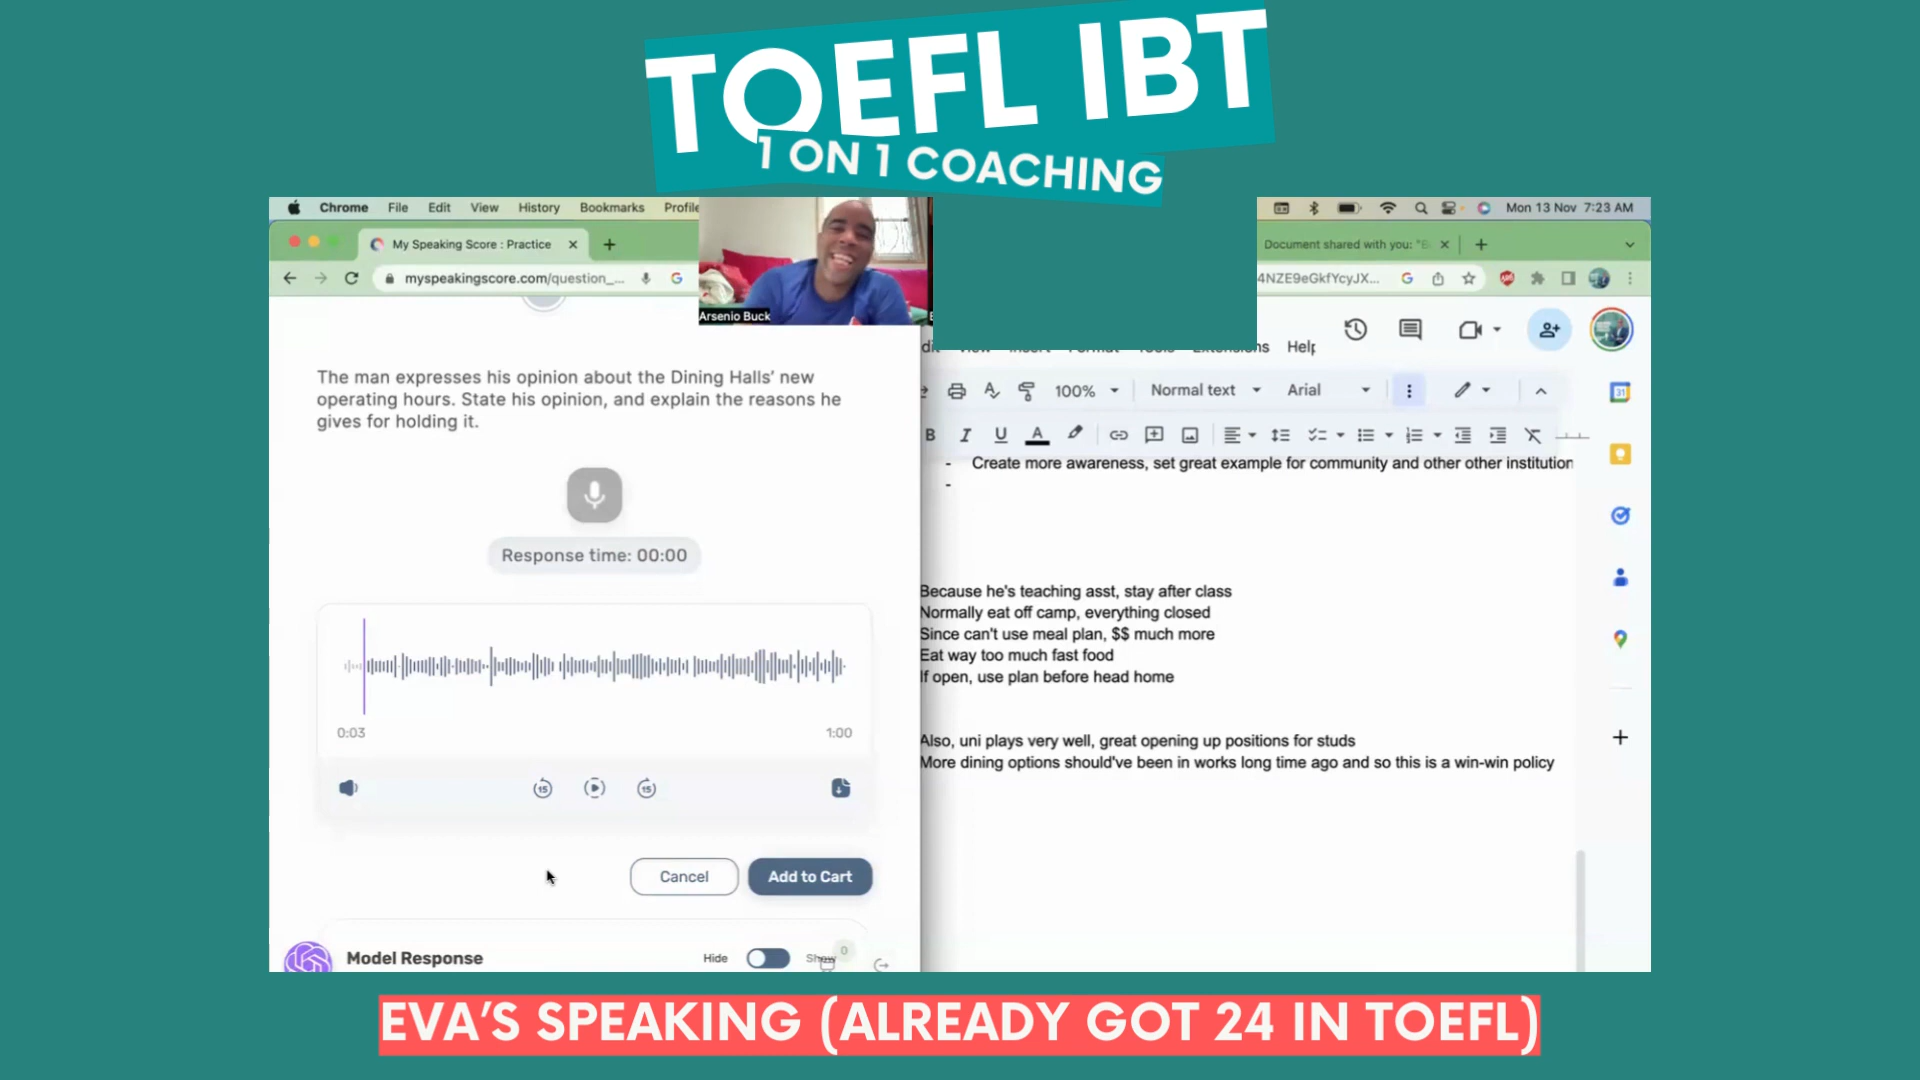 TOEFL IBT
1 ON 1 COACHING
Chrome File Edit View History Bookmarks Profile
Mon 13 Nov 7:23 AM
My Speaking Score : Practice
Document shared with you: "B
myspeakingscore.com/question_...
4NZE9eGkfYcyJX...
Arsenio Buck
Help
100% Normal text Arial
The man expresses his opinion about the Dining Halls' new
operating hours. State his opinion, and explain the reasons he
gives for holding it.
Response time: 00:00
0:03 1:00
15 15
Cancel Add to Cart
Model Response Hide Show 0
B I U A
- Create more awareness, set great example for community and other other institution
-
Because he's teaching asst, stay after class
Normally eat off camp, everything closed
Since can't use meal plan, $$ much more
Eat way too much fast food
If open, use plan before head home
Also, uni plays very well, great opening up positions for studs
More dining options should've been in works long time ago and so this is a win-win policy
31
EVA'S SPEAKING (ALREADY GOT 24 IN TOEFL)